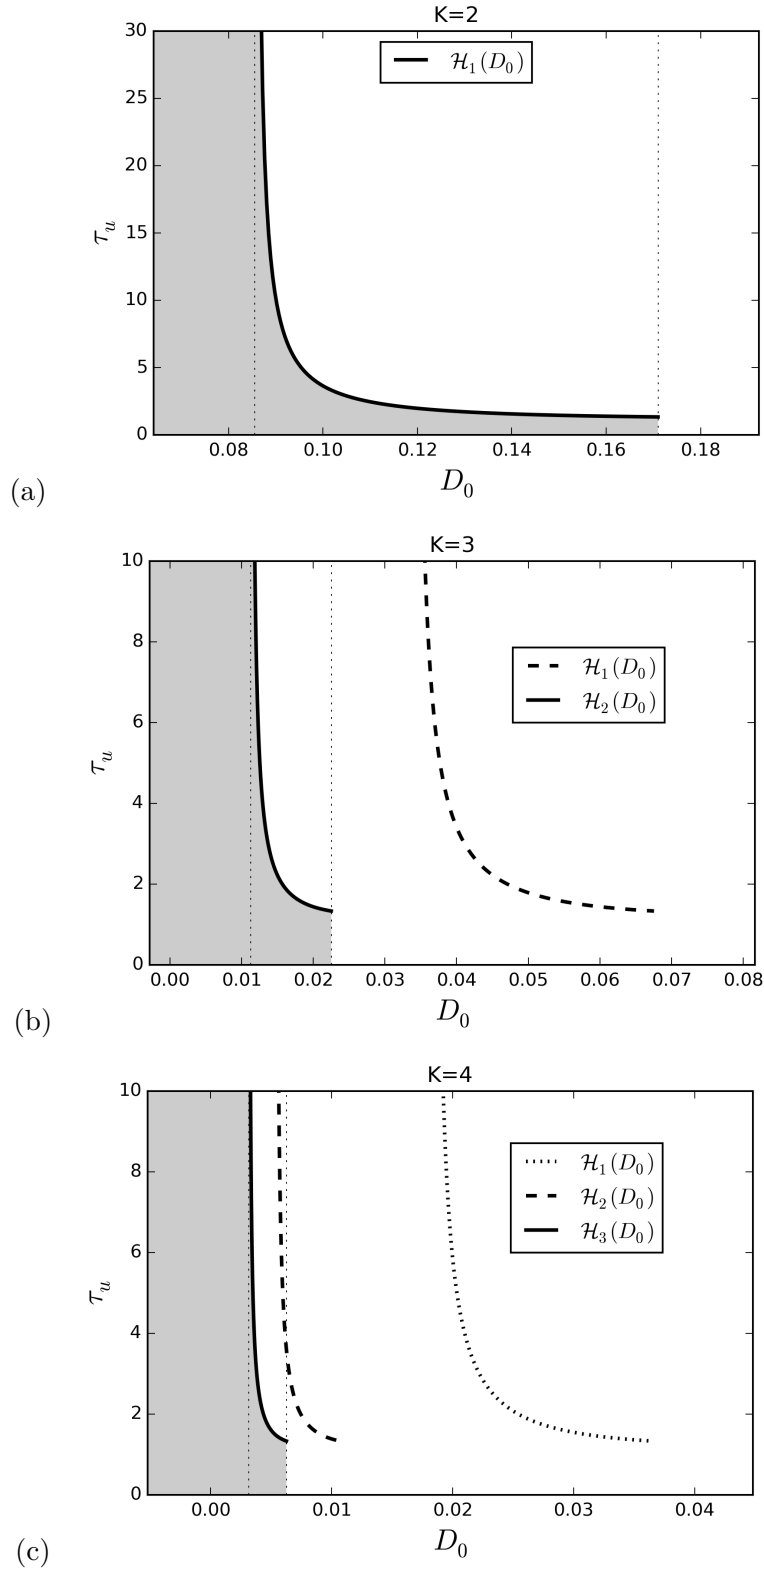 K=2
30
25
20
15
10
5
0
τ_u
ℋ₁(D₀)
0.08 0.10 0.12 0.14 0.16 0.18
D₀
(a)
K=3
10
8
6
4
2
0
τ_u
ℋ₁(D₀)
ℋ₂(D₀)
0.00 0.01 0.02 0.03 0.04 0.05 0.06 0.07 0.08
D₀
(b)
K=4
10
8
6
4
2
0
τ_u
ℋ₁(D₀)
ℋ₂(D₀)
ℋ₃(D₀)
0.00 0.01 0.02 0.03 0.04
D₀
(c)